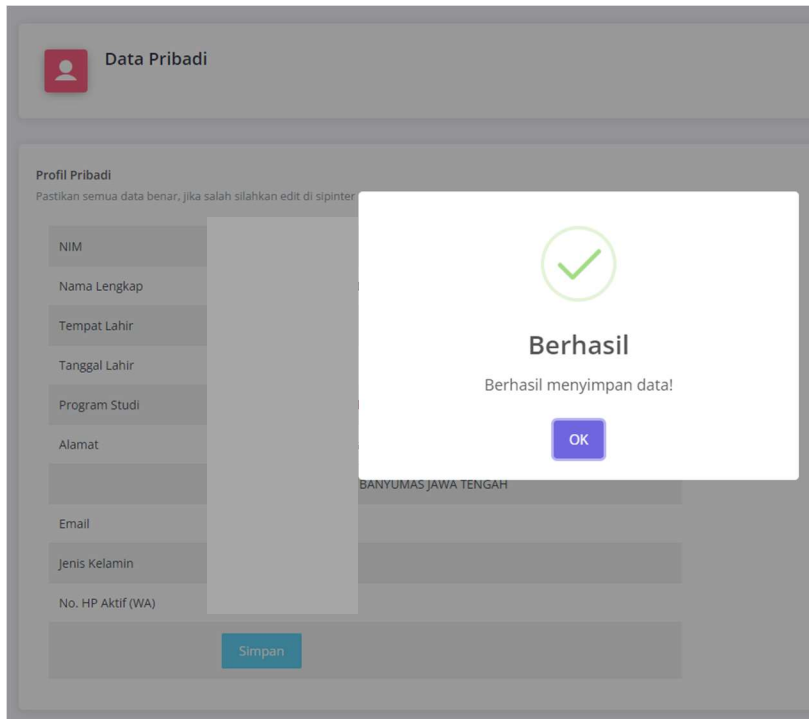 Data Pribadi
Profil Pribadi
Pastikan semua data benar, jika salah silahkan edit di sipinter
NIM
Nama Lengkap
Tempat Lahir
Tanggal Lahir
Program Studi
Alamat
BANYUMAS JAWA TENGAH
Email
Jenis Kelamin
No. HP Aktif (WA)
Simpan
Berhasil
Berhasil menyimpan data!
OK